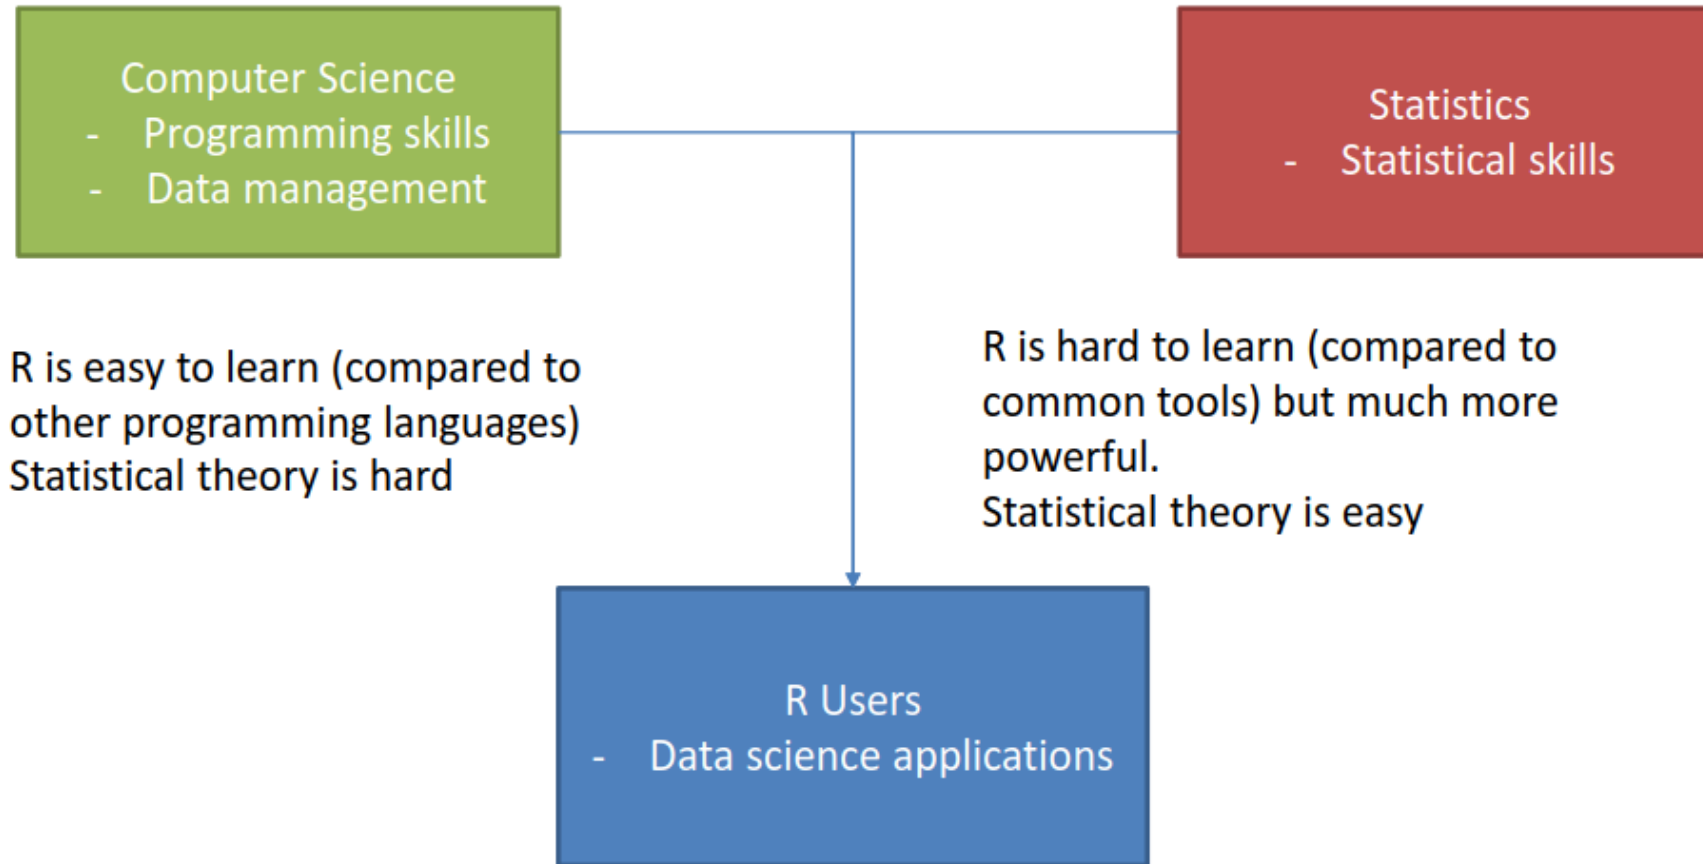 Computer Science
- Programming skills
- Data management
Statistics
- Statistical skills
R is easy to learn (compared to
other programming languages)
Statistical theory is hard
R is hard to learn (compared to
common tools) but much more
powerful.
Statistical theory is easy
R Users
- Data science applications